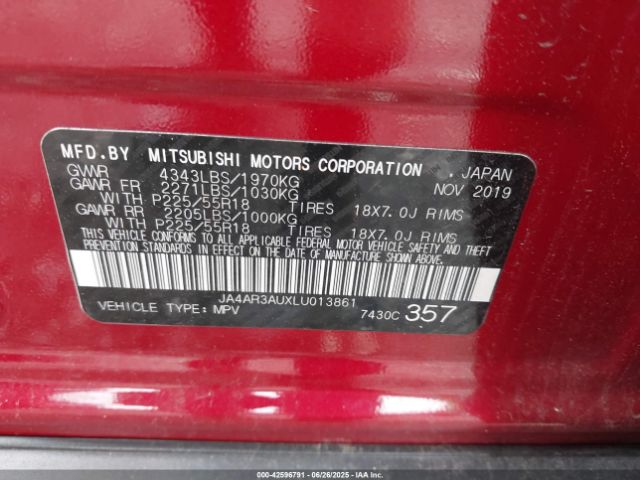 MFD.BY MITSUBISHI MOTORS CORPORATION . JAPAN
GVWR 4343LBS/1970KG NOV 2019
GAWR FR 2271LBS/1030KG
WITH P225/55R18 TIRES 18X7.0J RIMS
GAWR RR 2205LBS/1000KG
WITH P225/55R18 TIRES 18X7.0J RIMS
THIS VEHICLE CONFORMS TO ALL APPLICABLE FEDERAL MOTOR VEHICLE SAFETY AND THEFT
PREVENTION STANDARDS IN EFFECT ON THE DATE OF MANUFACTURE SHOWN ABOVE.
JA4AR3AUXLU013861
VEHICLE TYPE: MPV 7430C 357
000-42596791 - 06/26/2025 - IAAI.COM